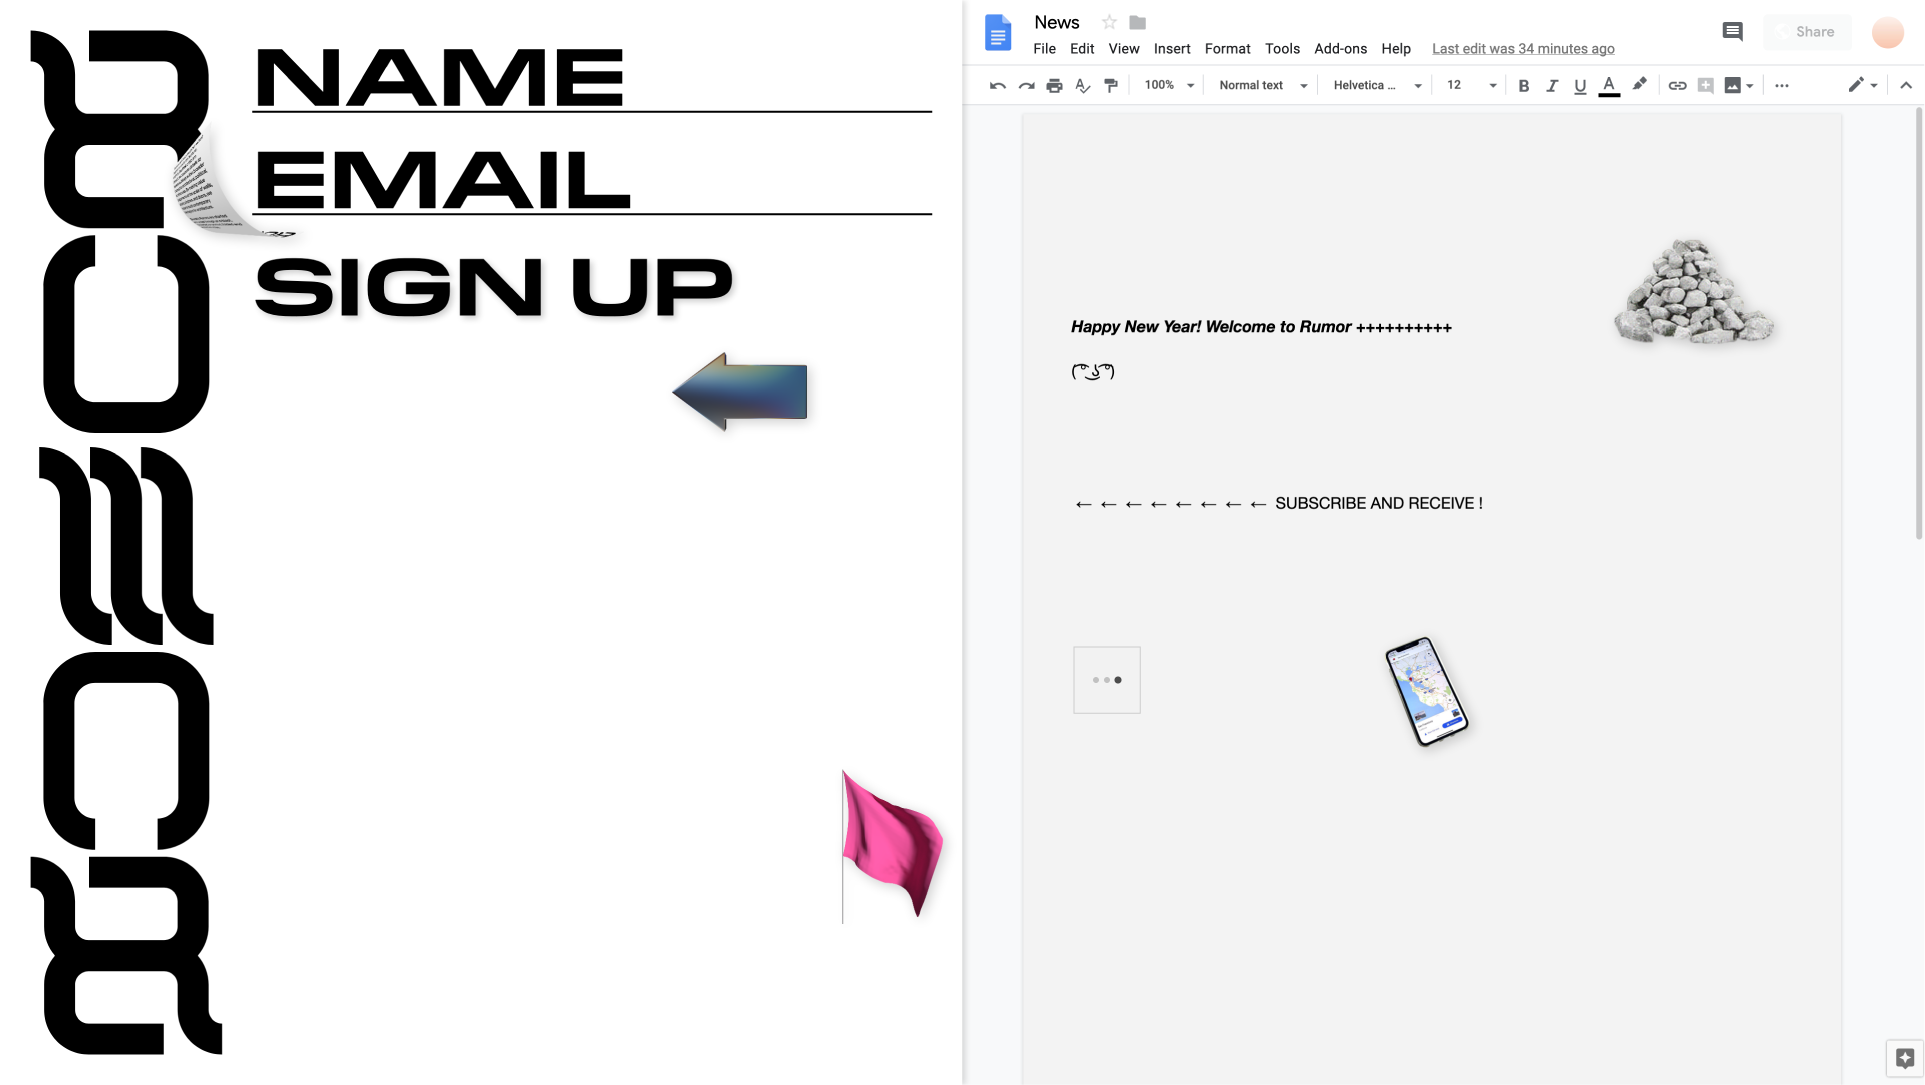 NAME
EMAIL
SIGN UP
News
Share
File Edit View Insert Format Tools Add-ons Help Last edit was 34 minutes ago
100% Normal text Helvetica ... 12 B I U A
Happy New Year! Welcome to Rumor ++++++++++
( ͡° ͜ʖ ͡°)
← ← ← ← ← ← ← ← SUBSCRIBE AND RECEIVE !